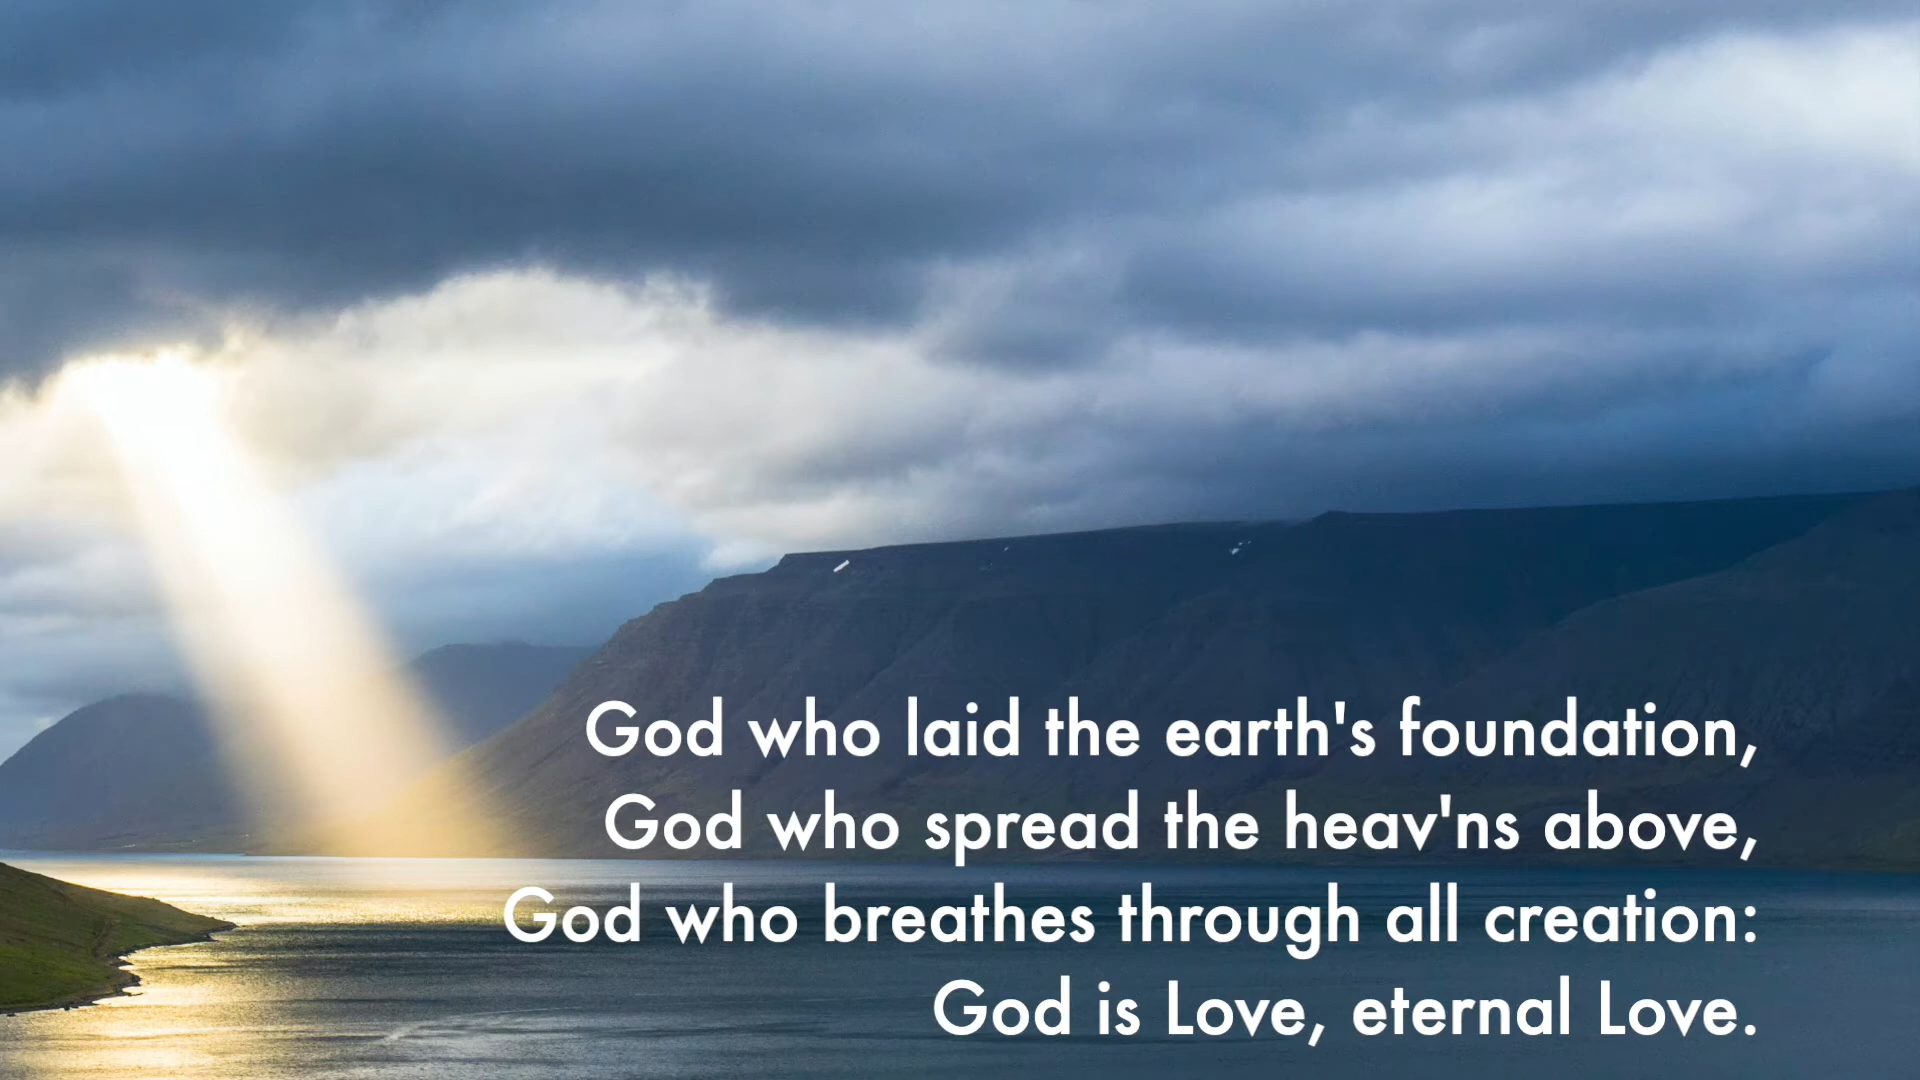 God who laid the earth's foundation,
God who spread the heav'ns above,
God who breathes through all creation:
God is Love, eternal Love.